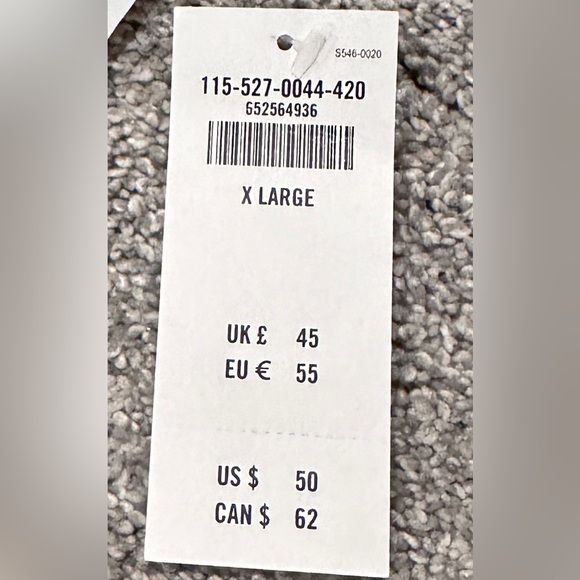 S546-0020
115-527-0044-420
652564936
X LARGE
UK £ 45
EU € 55
US $ 50
CAN $ 62